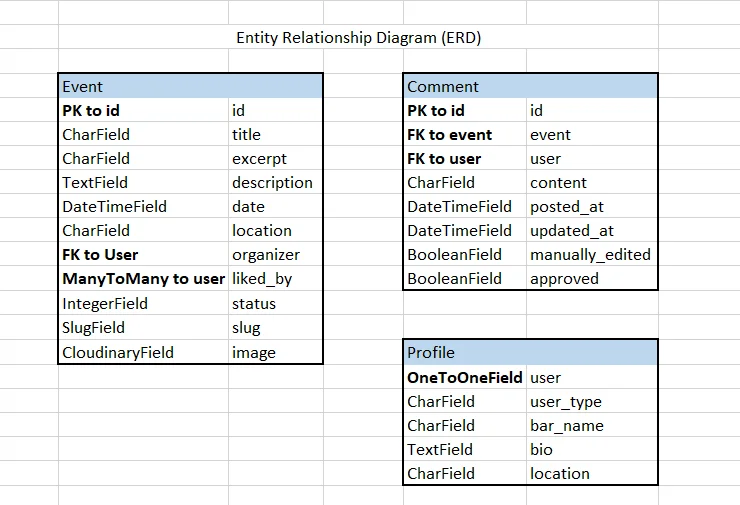 Entity Relationship Diagram (ERD)
Event
PK to id id
CharField title
CharField excerpt
TextField description
DateTimeField date
CharField location
FK to User organizer
ManyToMany to user liked_by
IntegerField status
SlugField slug
CloudinaryField image
Comment
PK to id id
FK to event event
FK to user user
CharField content
DateTimeField posted_at
DateTimeField updated_at
BooleanField manually_edited
BooleanField approved
Profile
OneToOneField user
CharField user_type
CharField bar_name
TextField bio
CharField location